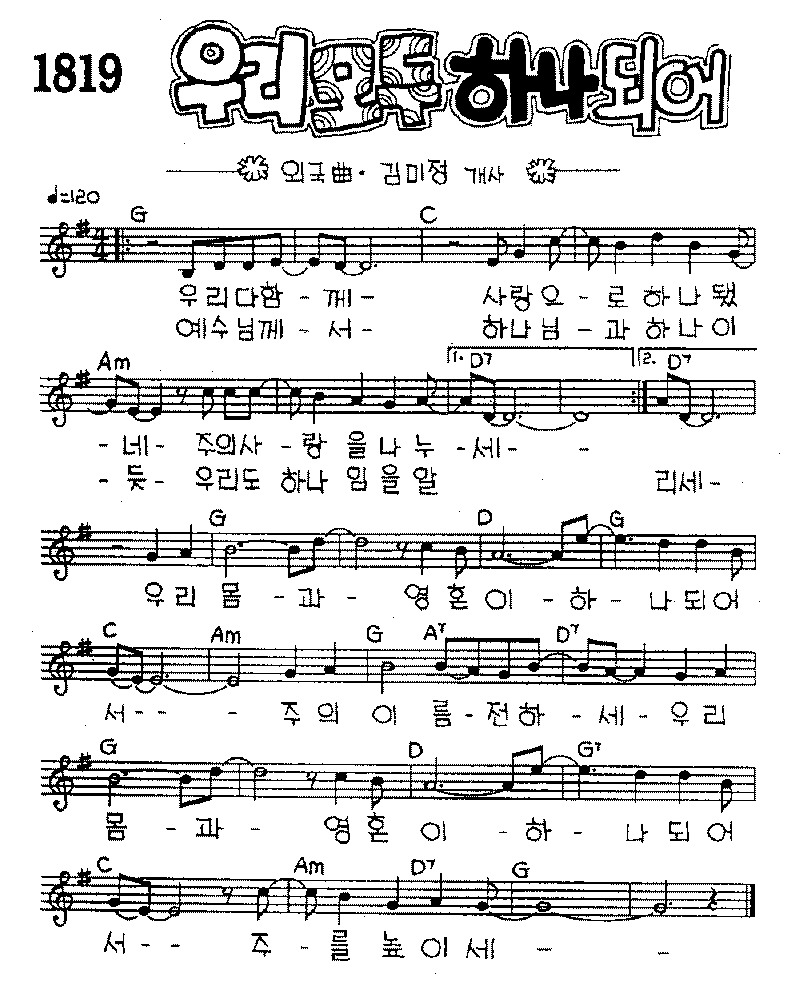 1819
우리 모두 하나 되어
외국曲· 김미정 개사
♩=120
G C
우리다함 - 께 - 사랑으 - 로 하 나 됐
예수님께 - 서 - 하나님 - 과 하 나 이
Am 1. D7 2. D7
- 네 - 주의사 - 랑 을 나 누 - 세 - -
- 듯 - 우리도 하나 임 을 알 리세 -
G D G
우 리 몸 - 과 - 영 혼 이 - 하 - 나 되 어
C Am G A7 D7
서 - - - 주 의 이 름 - 전하 - 세 - 우 리
G D G7
몸 - 과 - 영 혼 이 - 하 - 나 되 어
C Am D7 G
서 - - 주 - 를 높 이 세 - -